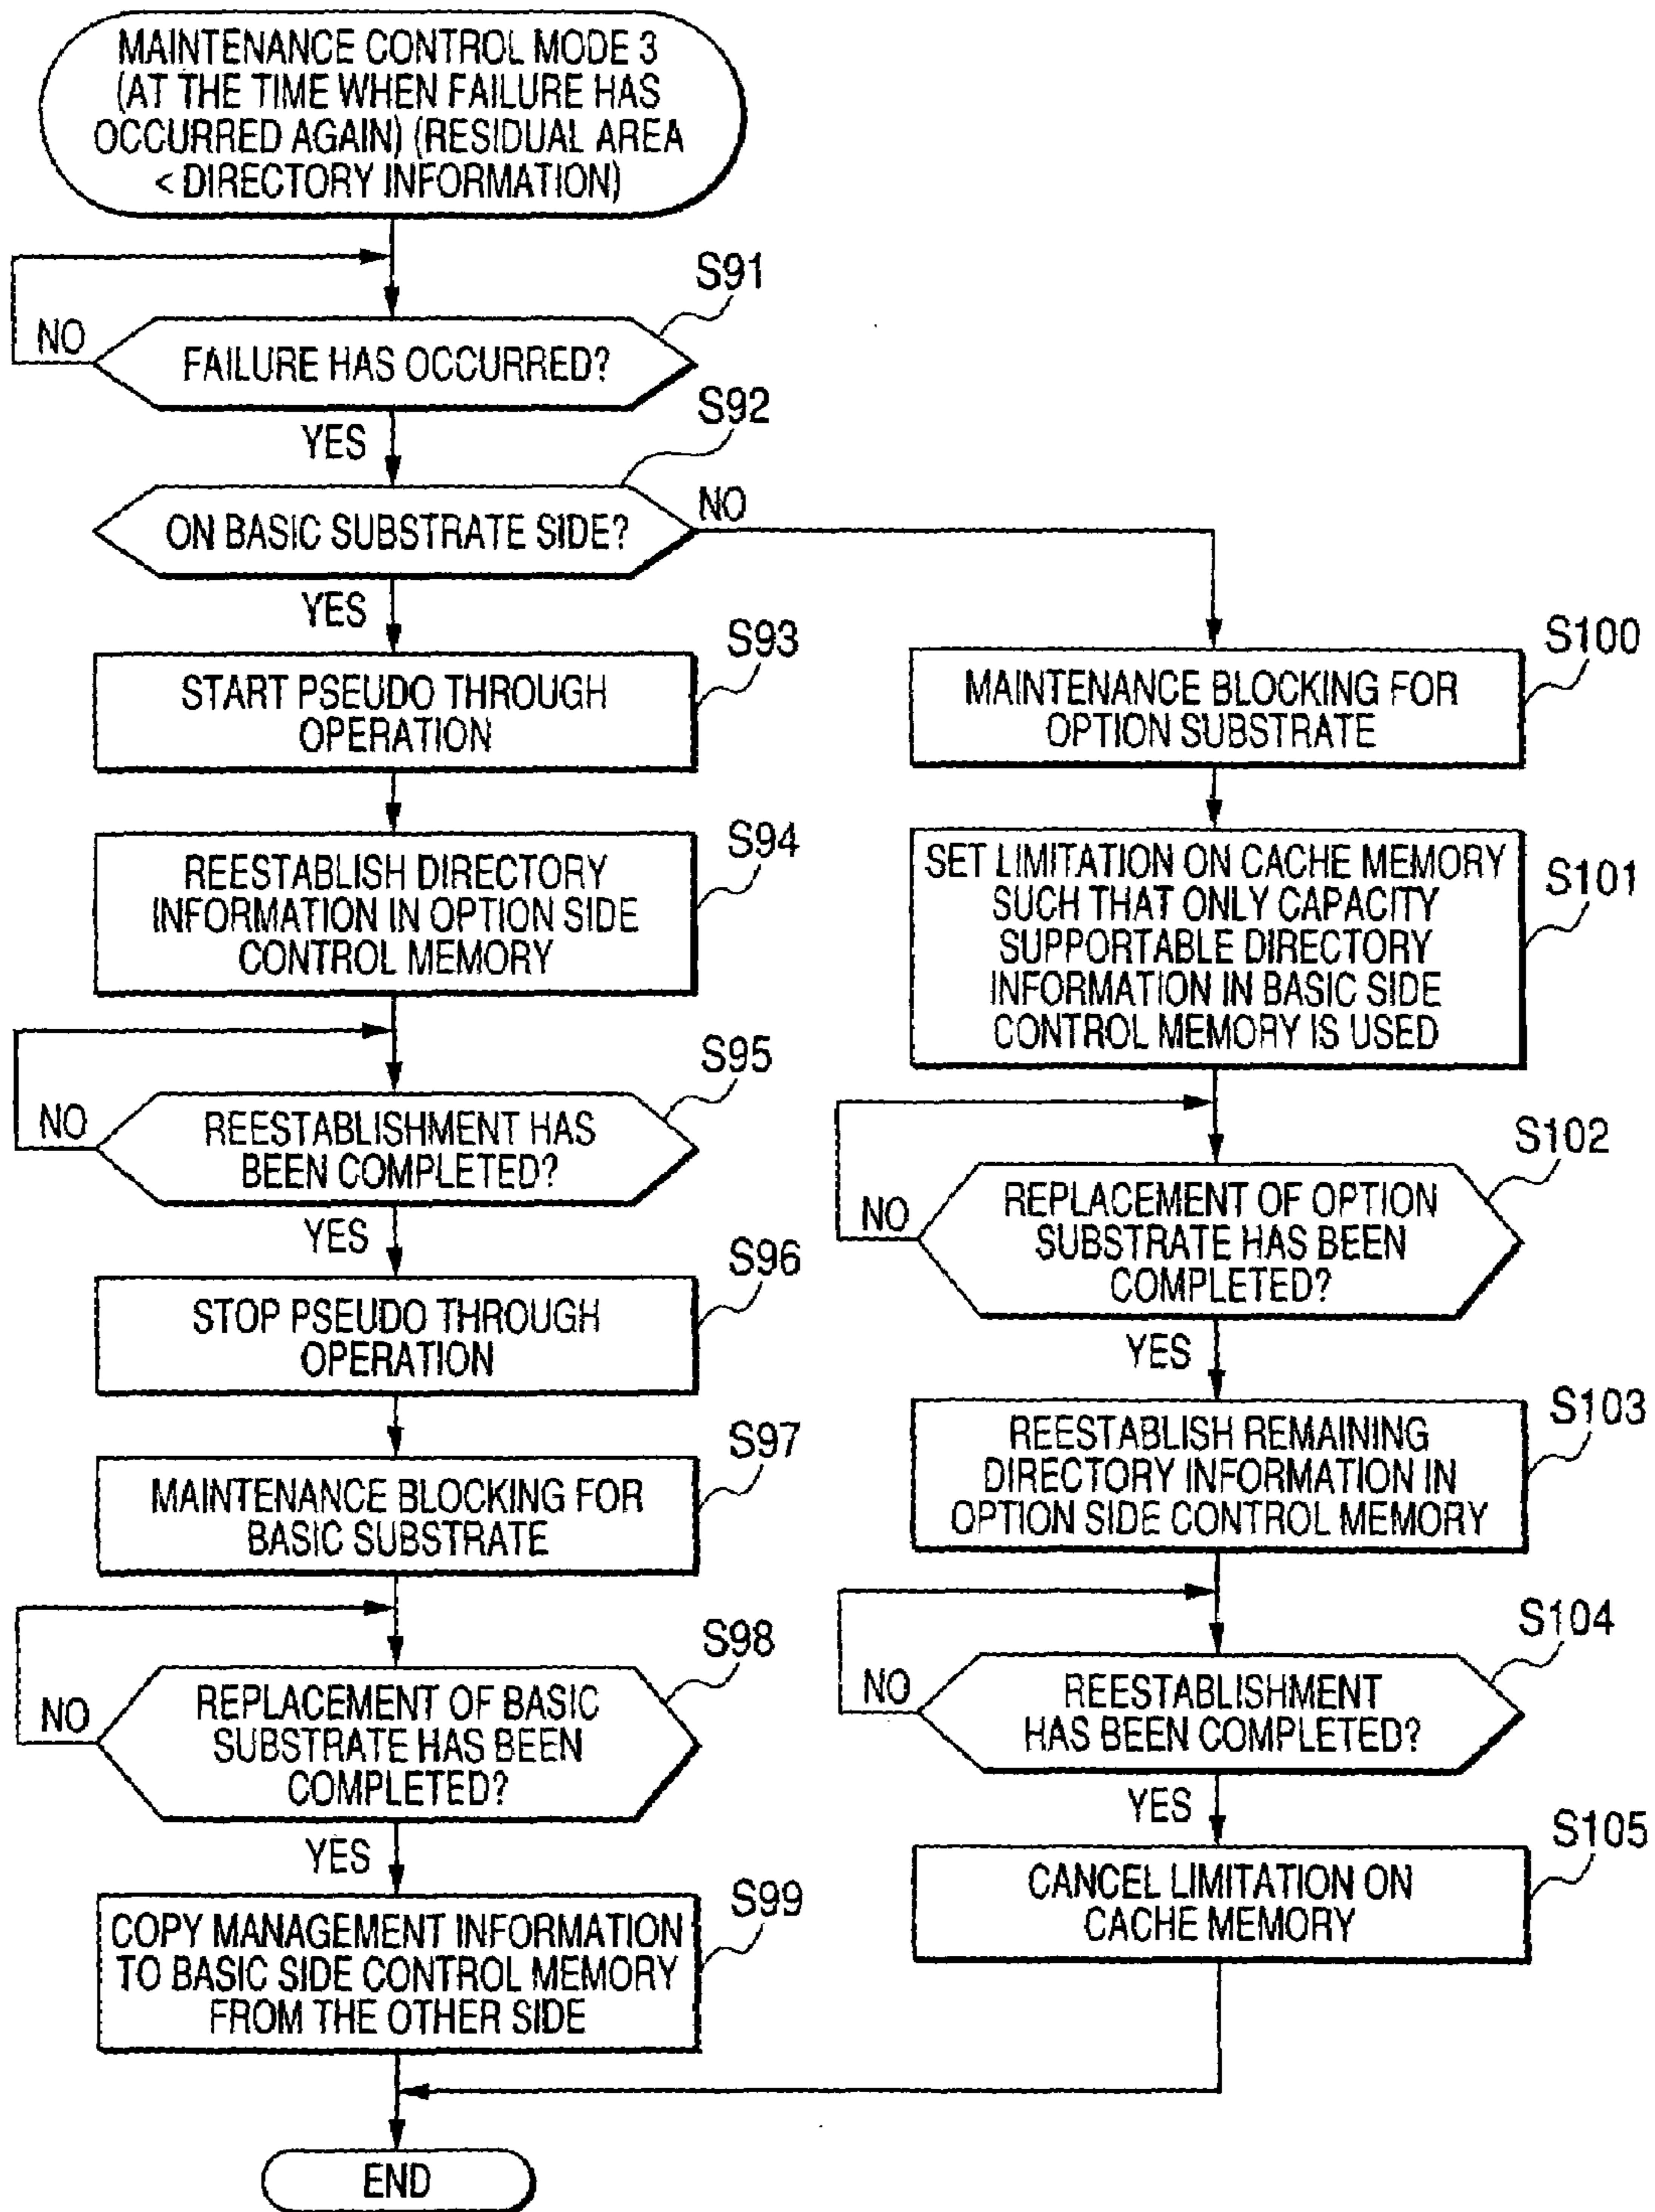 MAINTENANCE CONTROL MODE 3
(AT THE TIME WHEN FAILURE HAS
OCCURRED AGAIN) (RESIDUAL AREA
< DIRECTORY INFORMATION)
S91
NO
FAILURE HAS OCCURRED?
YES
S92
ON BASIC SUBSTRATE SIDE?
NO
YES
S93
START PSEUDO THROUGH
OPERATION
S94
REESTABLISH DIRECTORY
INFORMATION IN OPTION SIDE
CONTROL MEMORY
S95
NO
REESTABLISHMENT HAS
BEEN COMPLETED?
YES
S96
STOP PSEUDO THROUGH
OPERATION
S97
MAINTENANCE BLOCKING FOR
BASIC SUBSTRATE
S98
NO
REPLACEMENT OF BASIC
SUBSTRATE HAS BEEN
COMPLETED?
YES
S99
COPY MANAGEMENT INFORMATION
TO BASIC SIDE CONTROL MEMORY
FROM THE OTHER SIDE
S100
MAINTENANCE BLOCKING FOR
OPTION SUBSTRATE
S101
SET LIMITATION ON CACHE MEMORY
SUCH THAT ONLY CAPACITY
SUPPORTABLE DIRECTORY
INFORMATION IN BASIC SIDE
CONTROL MEMORY IS USED
S102
NO
REPLACEMENT OF OPTION
SUBSTRATE HAS BEEN
COMPLETED?
YES
S103
REESTABLISH REMAINING
DIRECTORY INFORMATION IN
OPTION SIDE CONTROL MEMORY
S104
NO
REESTABLISHMENT
HAS BEEN COMPLETED?
YES
S105
CANCEL LIMITATION ON
CACHE MEMORY
END